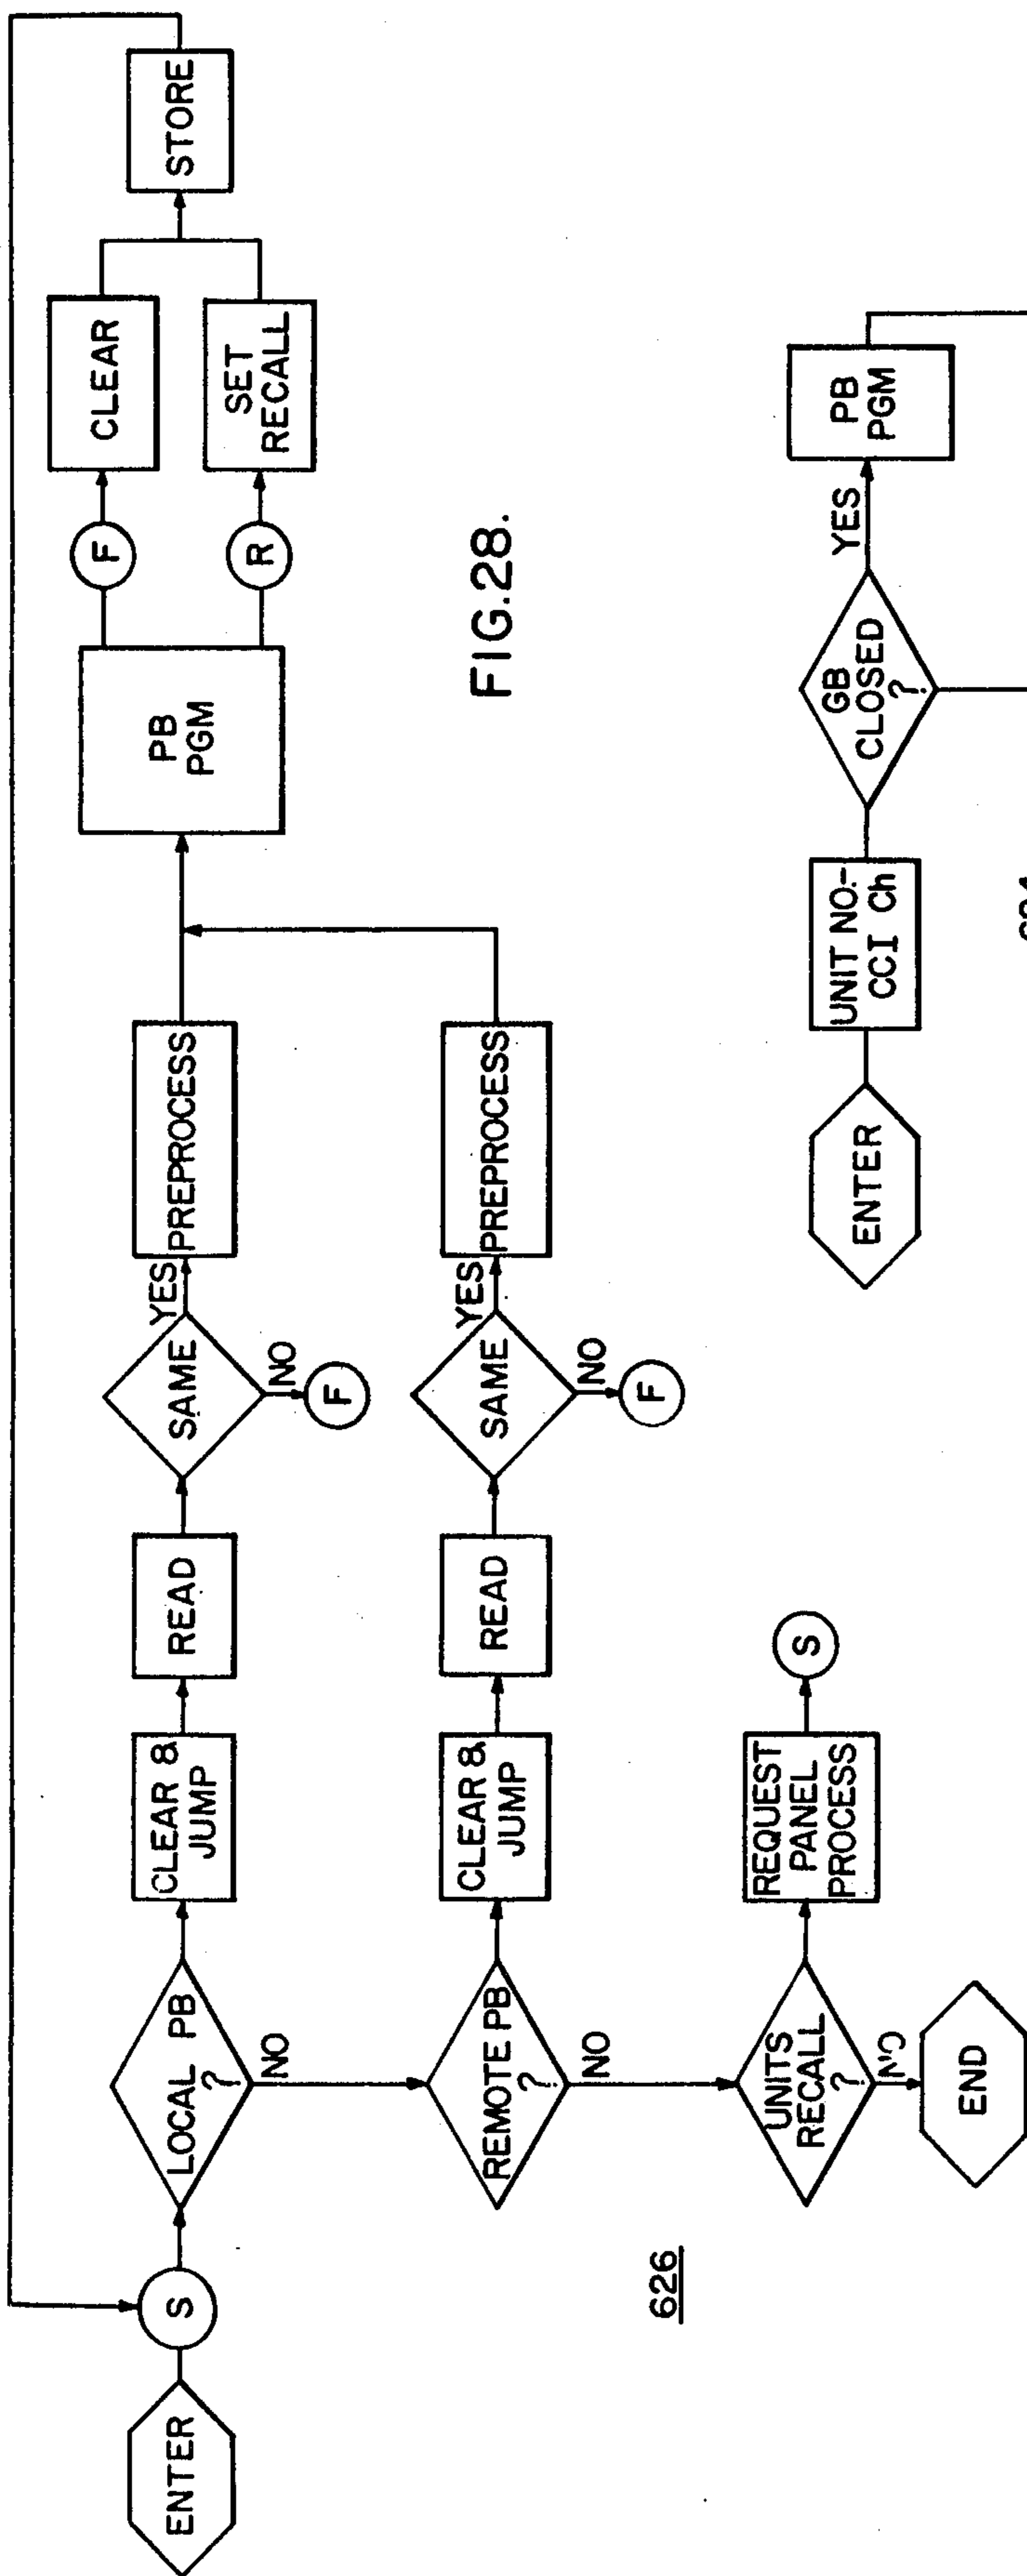 ENTER
S
LOCAL PB
?
CLEAR &
JUMP
READ
SAME
YES
PREPROCESS
PB
PGM
F
CLEAR
STORE
NO
F
R
SET
RECALL
REMOTE PB
?
CLEAR &
JUMP
READ
SAME
YES
PREPROCESS
NO
F
NO
UNITS
RECALL
?
REQUEST
PANEL
PROCESS
S
NO
END
626
FIG.28.
ENTER
UNIT NO.-
CCI Ch
GB
CLOSED
?
YES
PB
PGM